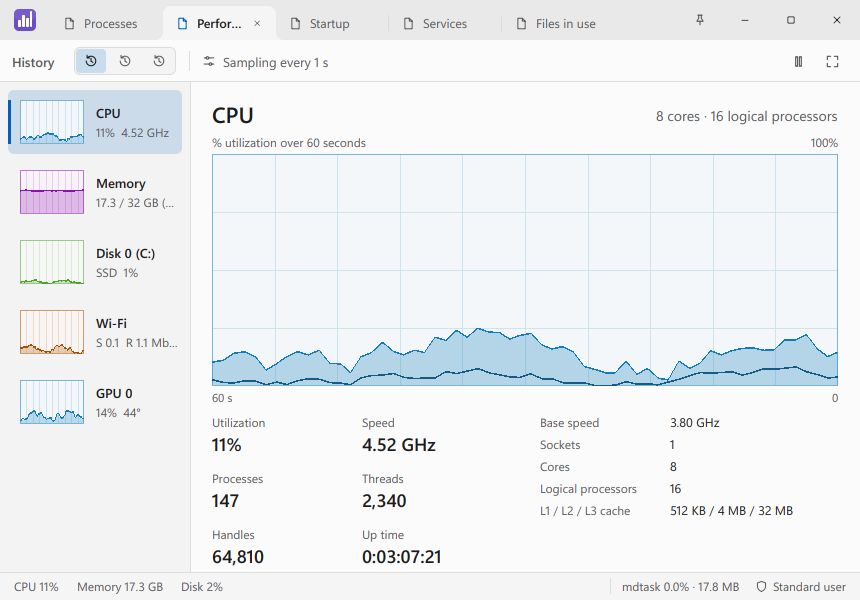 Processes
Perfor...
Startup
Services
Files in use
History
Sampling every 1 s
CPU
11% 4.52 GHz
Memory
17.3 / 32 GB (...
Disk 0 (C:)
SSD 1%
Wi-Fi
S 0.1 R 1.1 Mb...
GPU 0
14% 44°
CPU
8 cores · 16 logical processors
% utilization over 60 seconds
100%
60 s
0
Utilization
11%
Speed
4.52 GHz
Processes
147
Threads
2,340
Handles
64,810
Up time
0:03:07:21
Base speed
3.80 GHz
Sockets
1
Cores
8
Logical processors
16
L1 / L2 / L3 cache
512 KB / 4 MB / 32 MB
CPU 11%
Memory 17.3 GB
Disk 2%
mdtask 0.0% · 17.8 MB
Standard user